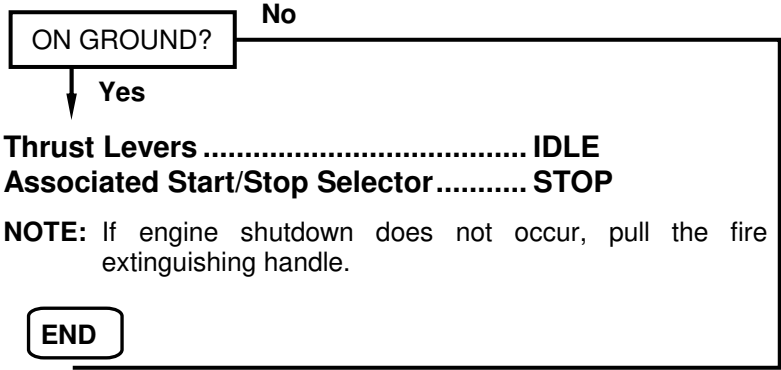 No
ON GROUND?
Yes
Thrust Levers ....................................... IDLE
Associated Start/Stop Selector........... STOP
NOTE: If engine shutdown does not occur, pull the fire
extinguishing handle.
END